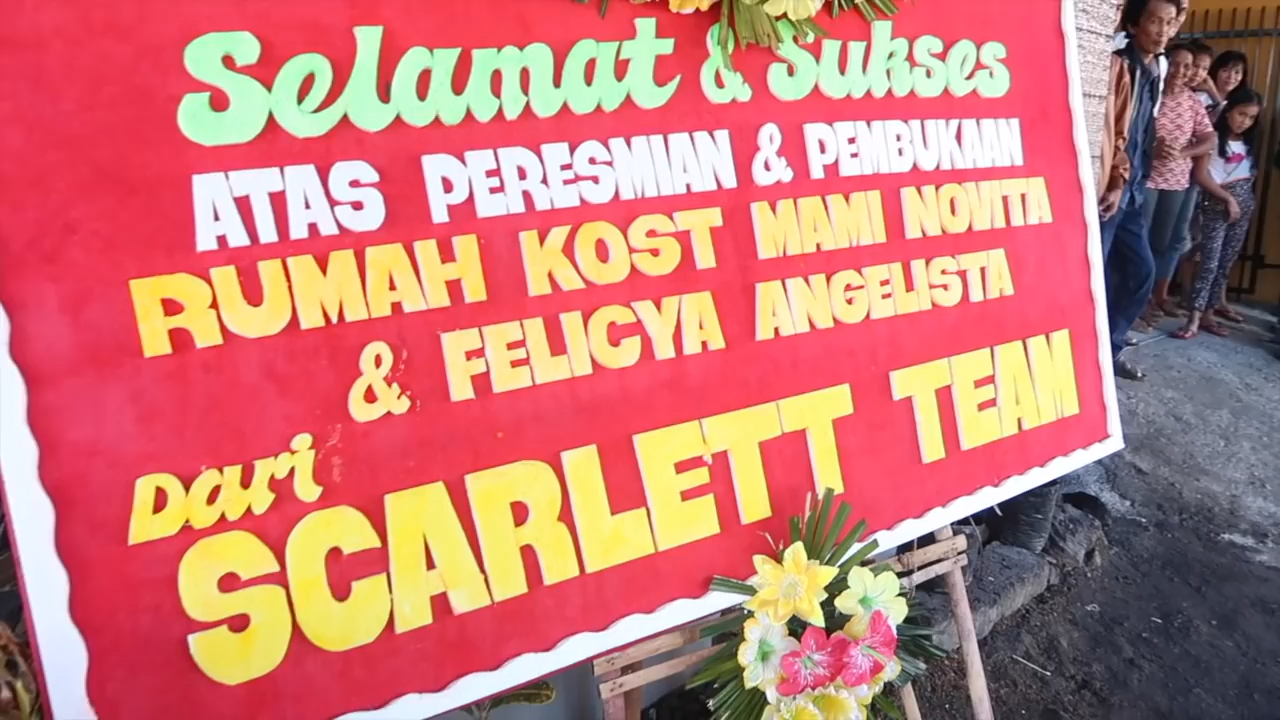 Selamat & Sukses
ATAS PERESMIAN & PEMBUKAAN
RUMAH KOST MAMI NOVITA
& FELICYA ANGELISTA
Dari
SCARLETT TEAM